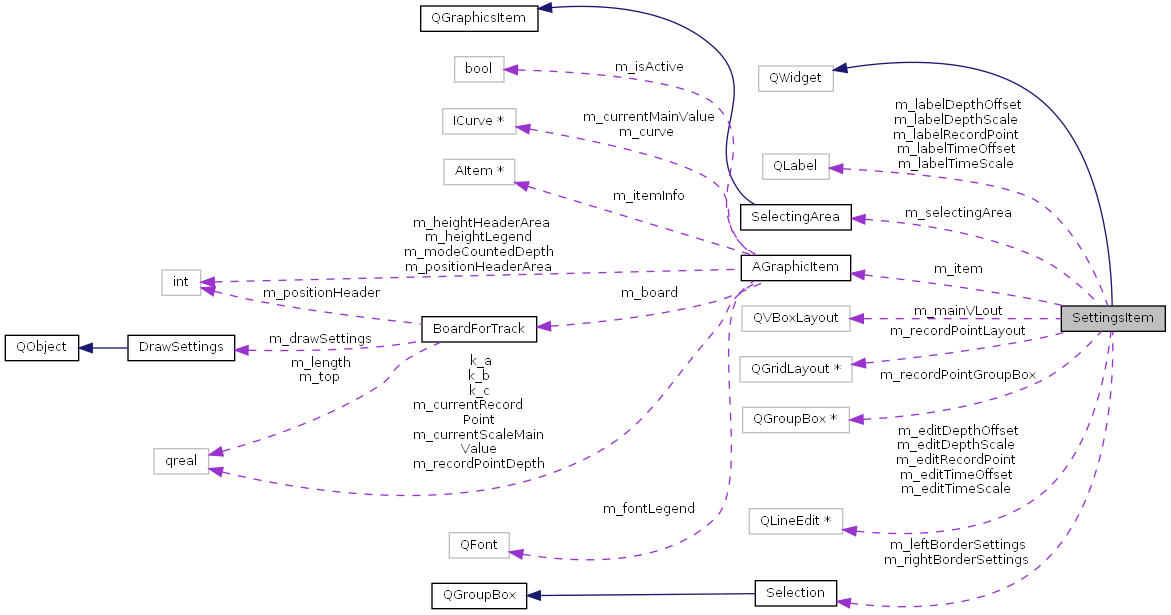 QGraphicsItem
bool
m_isActive
QWidget
ICurve *
m_currentMainValue
m_curve
m_labelDepthOffset
m_labelDepthScale
m_labelRecordPoint
m_labelTimeOffset
m_labelTimeScale
QLabel
AItem *
m_itemInfo
SelectingArea
m_selectingArea
m_heightHeaderArea
m_heightLegend
m_modeCountedDepth
m_positionHeaderArea
AGraphicItem
m_item
int
m_positionHeader
m_board
QVBoxLayout
m_mainVLout
SettingsItem
BoardForTrack
m_recordPointLayout
QObject
DrawSettings
m_drawSettings
m_length
m_top
k_a
k_b
k_c
m_currentRecord
Point
m_currentScaleMain
Value
m_recordPointDepth
QGridLayout *
m_recordPointGroupBox
QGroupBox *
qreal
m_editDepthOffset
m_editDepthScale
m_editRecordPoint
m_editTimeOffset
m_editTimeScale
m_fontLegend
QLineEdit *
QFont
m_leftBorderSettings
m_rightBorderSettings
QGroupBox
Selection